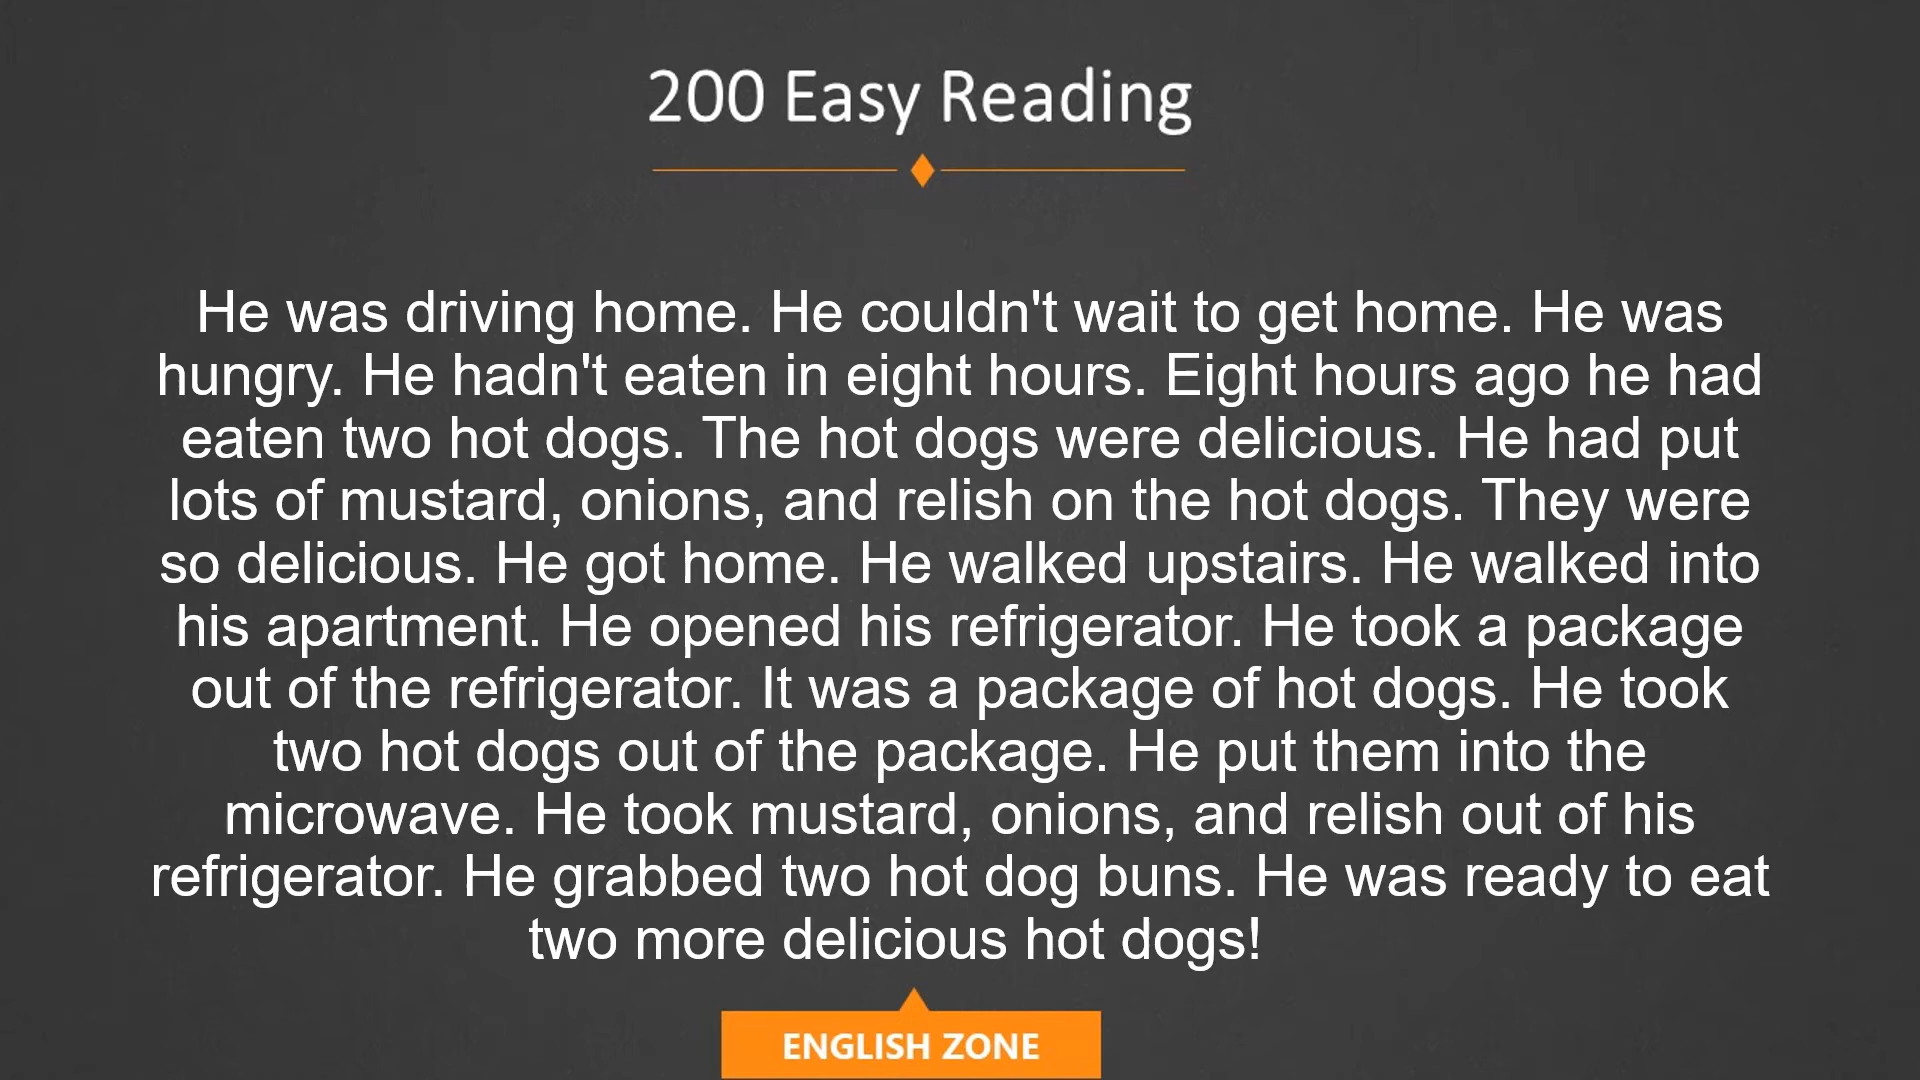 200 Easy Reading
He was driving home. He couldn't wait to get home. He was
hungry. He hadn't eaten in eight hours. Eight hours ago he had
eaten two hot dogs. The hot dogs were delicious. He had put
lots of mustard, onions, and relish on the hot dogs. They were
so delicious. He got home. He walked upstairs. He walked into
his apartment. He opened his refrigerator. He took a package
out of the refrigerator. It was a package of hot dogs. He took
two hot dogs out of the package. He put them into the
microwave. He took mustard, onions, and relish out of his
refrigerator. He grabbed two hot dog buns. He was ready to eat
two more delicious hot dogs!
ENGLISH ZONE